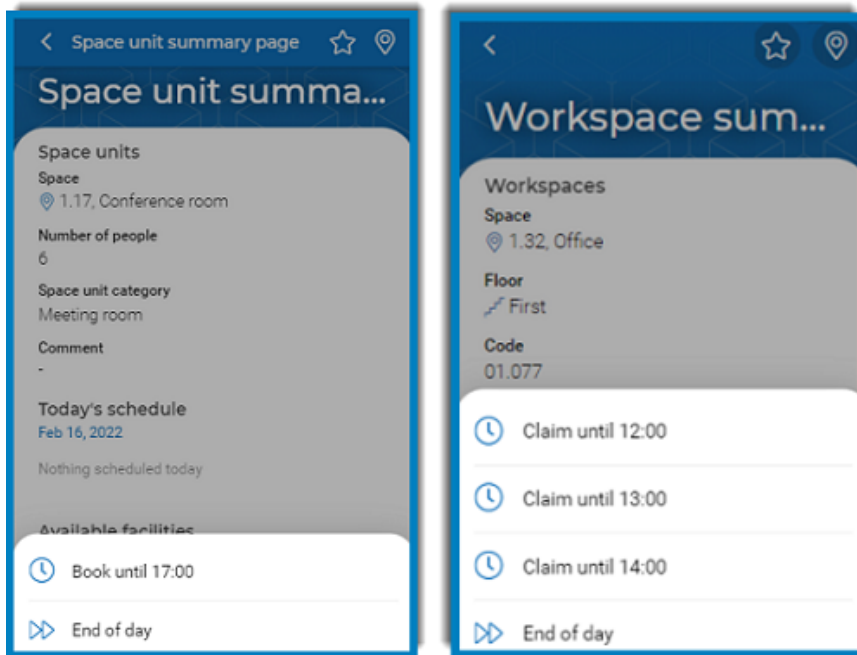 Space unit summary page
Space unit summa...
Space units
Space
1.17, Conference room
Number of people
6
Space unit category
Meeting room
Comment
-
Today's schedule
Feb 16, 2022
Nothing scheduled today
Available facilities
Book until 17:00
End of day
Workspace sum...
Workspaces
Space
1.32, Office
Floor
First
Code
01.077
Claim until 12:00
Claim until 13:00
Claim until 14:00
End of day